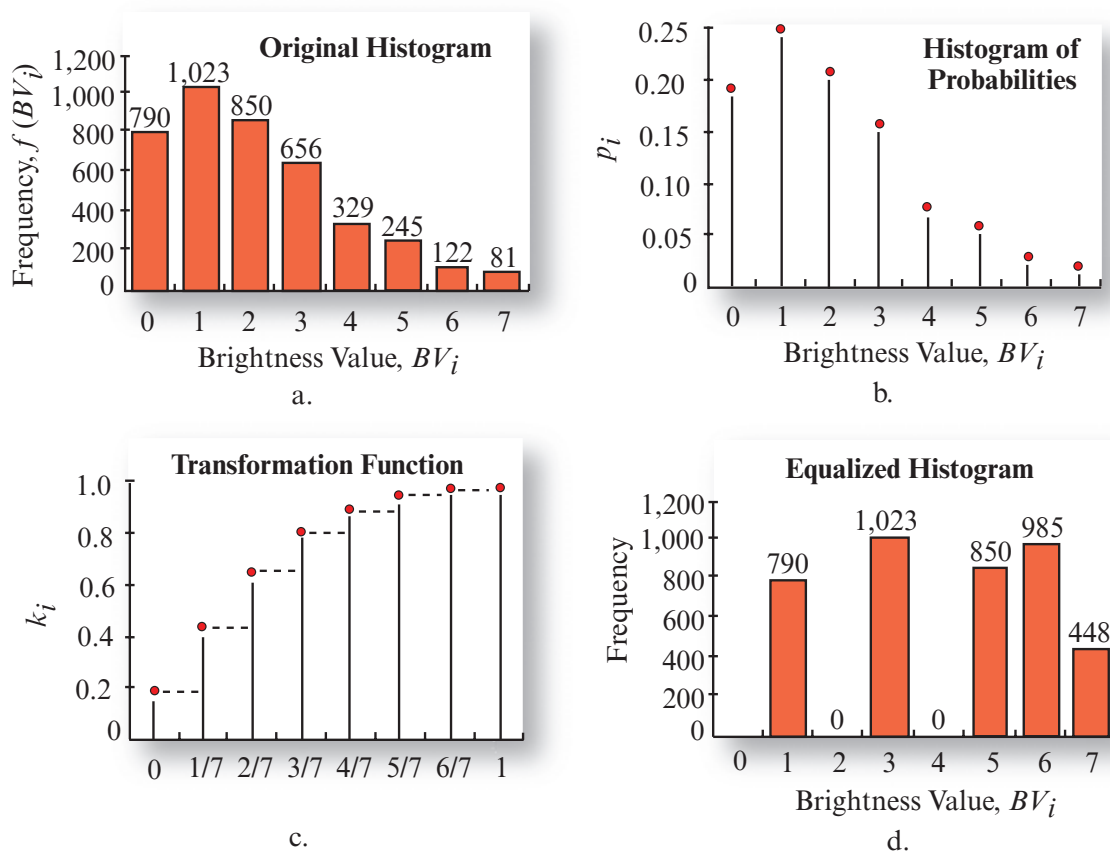 Original Histogram
Frequency, f (BVi)
1,200
1,000
800
600
400
200
0
790
1,023
850
656
329
245
122
81
0 1 2 3 4 5 6 7
Brightness Value, BVi
a.
Histogram of
Probabilities
pi
0.25
0.20
0.15
0.10
0.05
0
0 1 2 3 4 5 6 7
Brightness Value, BVi
b.
Transformation Function
ki
1.0
0.8
0.6
0.4
0.2
0
0 1/7 2/7 3/7 4/7 5/7 6/7 1
c.
Equalized Histogram
Frequency
1,200
1,000
800
600
400
200
0
790
0
1,023
0
850
985
448
0 1 2 3 4 5 6 7
Brightness Value, BVi
d.